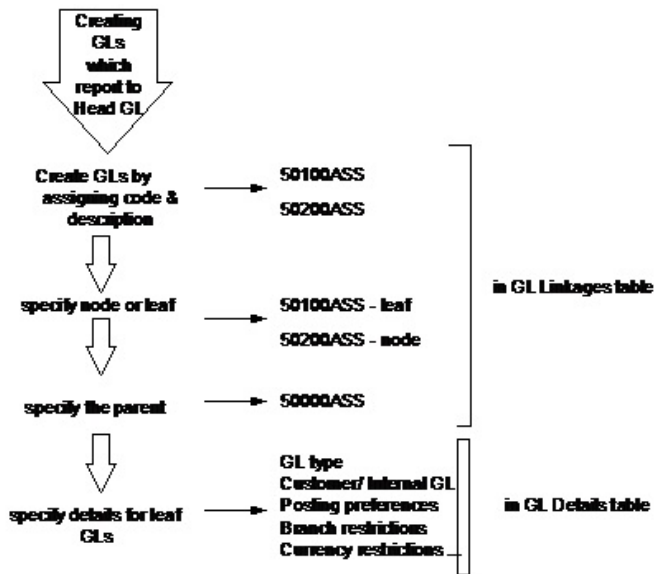 Creating
GLs
which
report to
Head GL
Create GLs by
assigning code &
description
50100ASS
50200ASS
in GL Linkages table
specify node or leaf
50100ASS - leaf
50200ASS - node
specify the parent
50000ASS
specify details for leaf
GLs
GL type
Customer/ Internal GL
Posting preferences
Branch restrictions
Currency restrictions
in GL Details table